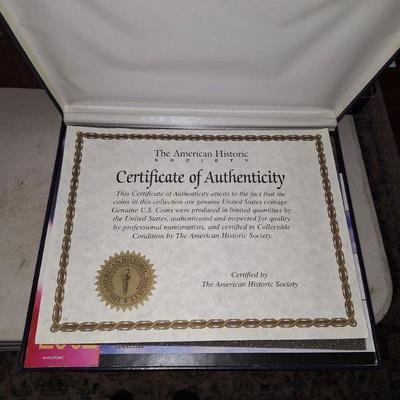 The American Historic
SOCIETY
Certificate of Authenticity
This Certificate of Authenticity attests to the fact that the
coins in this collection are genuine United States coinage.
Genuine U.S. Coins were produced in limited quantities by
the United States, authenticated and inspected for quality
by professional numismatists, and certified in Collectible
Condition by The American Historic Society.
Certified by
The American Historic Society